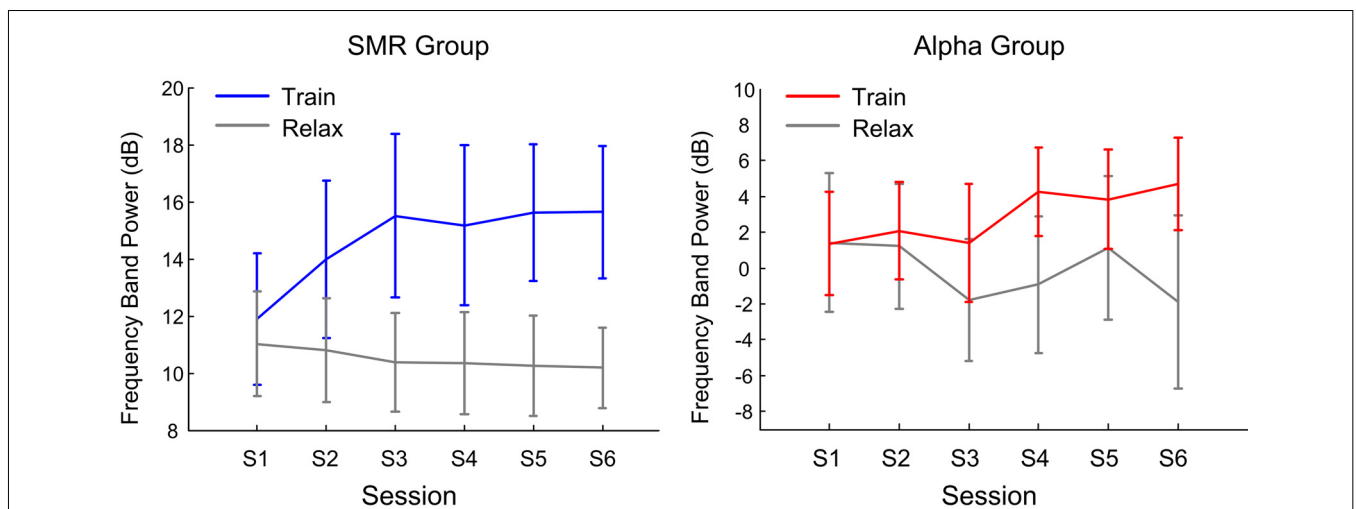 SMR Group
Frequency Band Power (dB)
20
18
16
14
12
10
8
Train
Relax
S1 S2 S3 S4 S5 S6
Session
Alpha Group
Frequency Band Power (dB)
10
8
6
4
2
0
-2
-4
-6
-8
Train
Relax
S1 S2 S3 S4 S5 S6
Session